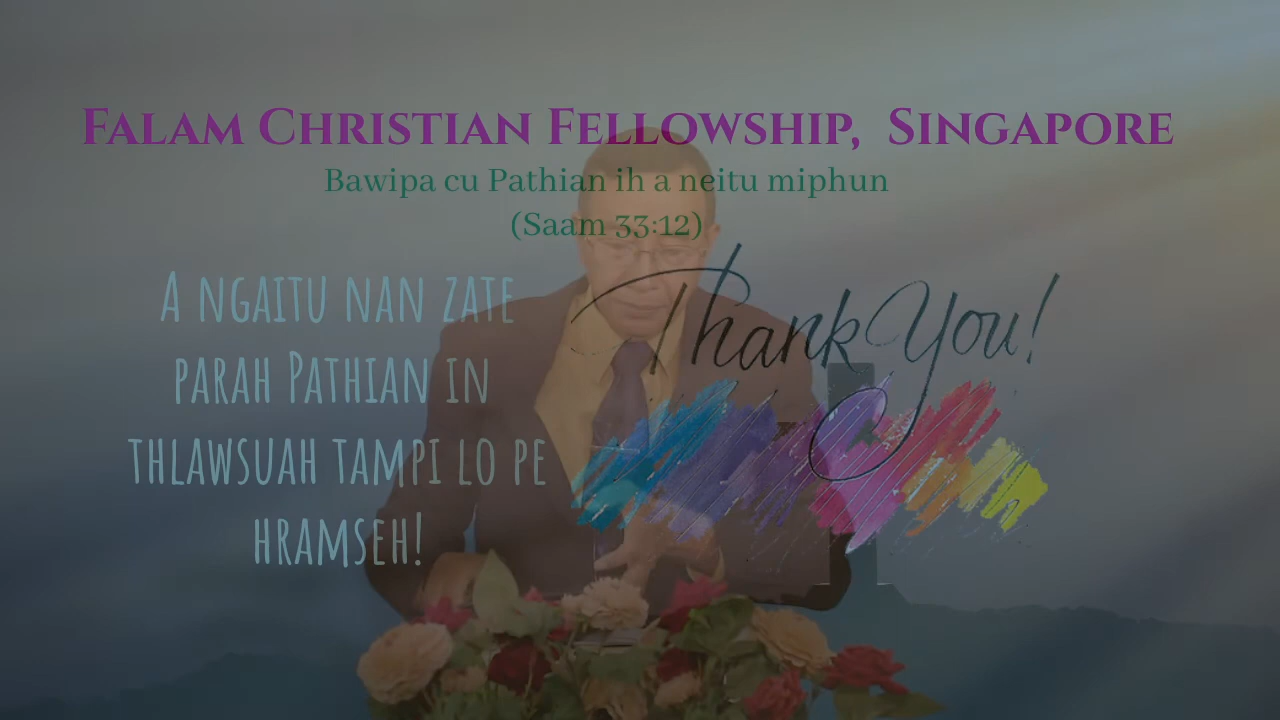 Falam Christian Fellowship, Singapore
Bawipa cu Pathian ih a neitu miphun
(Saam 33:12)
A ngaitu nan zate
parah Pathian in
thlawsuah tampi lo pe
hramseh!
Thank You!